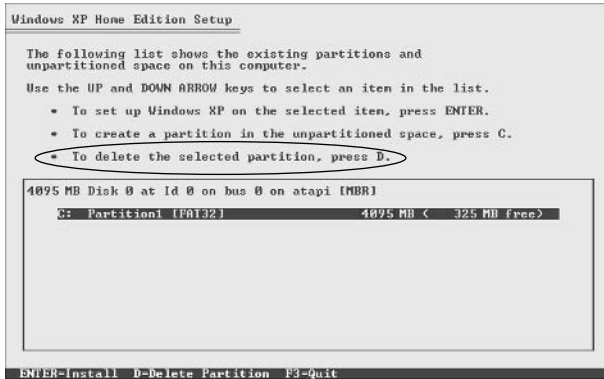 Windows XP Home Edition Setup
The following list shows the existing partitions and
unpartitioned space on this computer.
Use the UP and DOWN ARROW keys to select an item in the list.
• To set up Windows XP on the selected item, press ENTER.
• To create a partition in the unpartitioned space, press C.
• To delete the selected partition, press D.
4095 MB Disk 0 at Id 0 on bus 0 on atapi [MBR]
C: Partition1 [FAT32] 4095 MB ( 325 MB free)
ENTER=Install D=Delete Partition F3=Quit